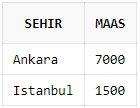 SEHIR MAAS
Ankara 7000
Istanbul 1500